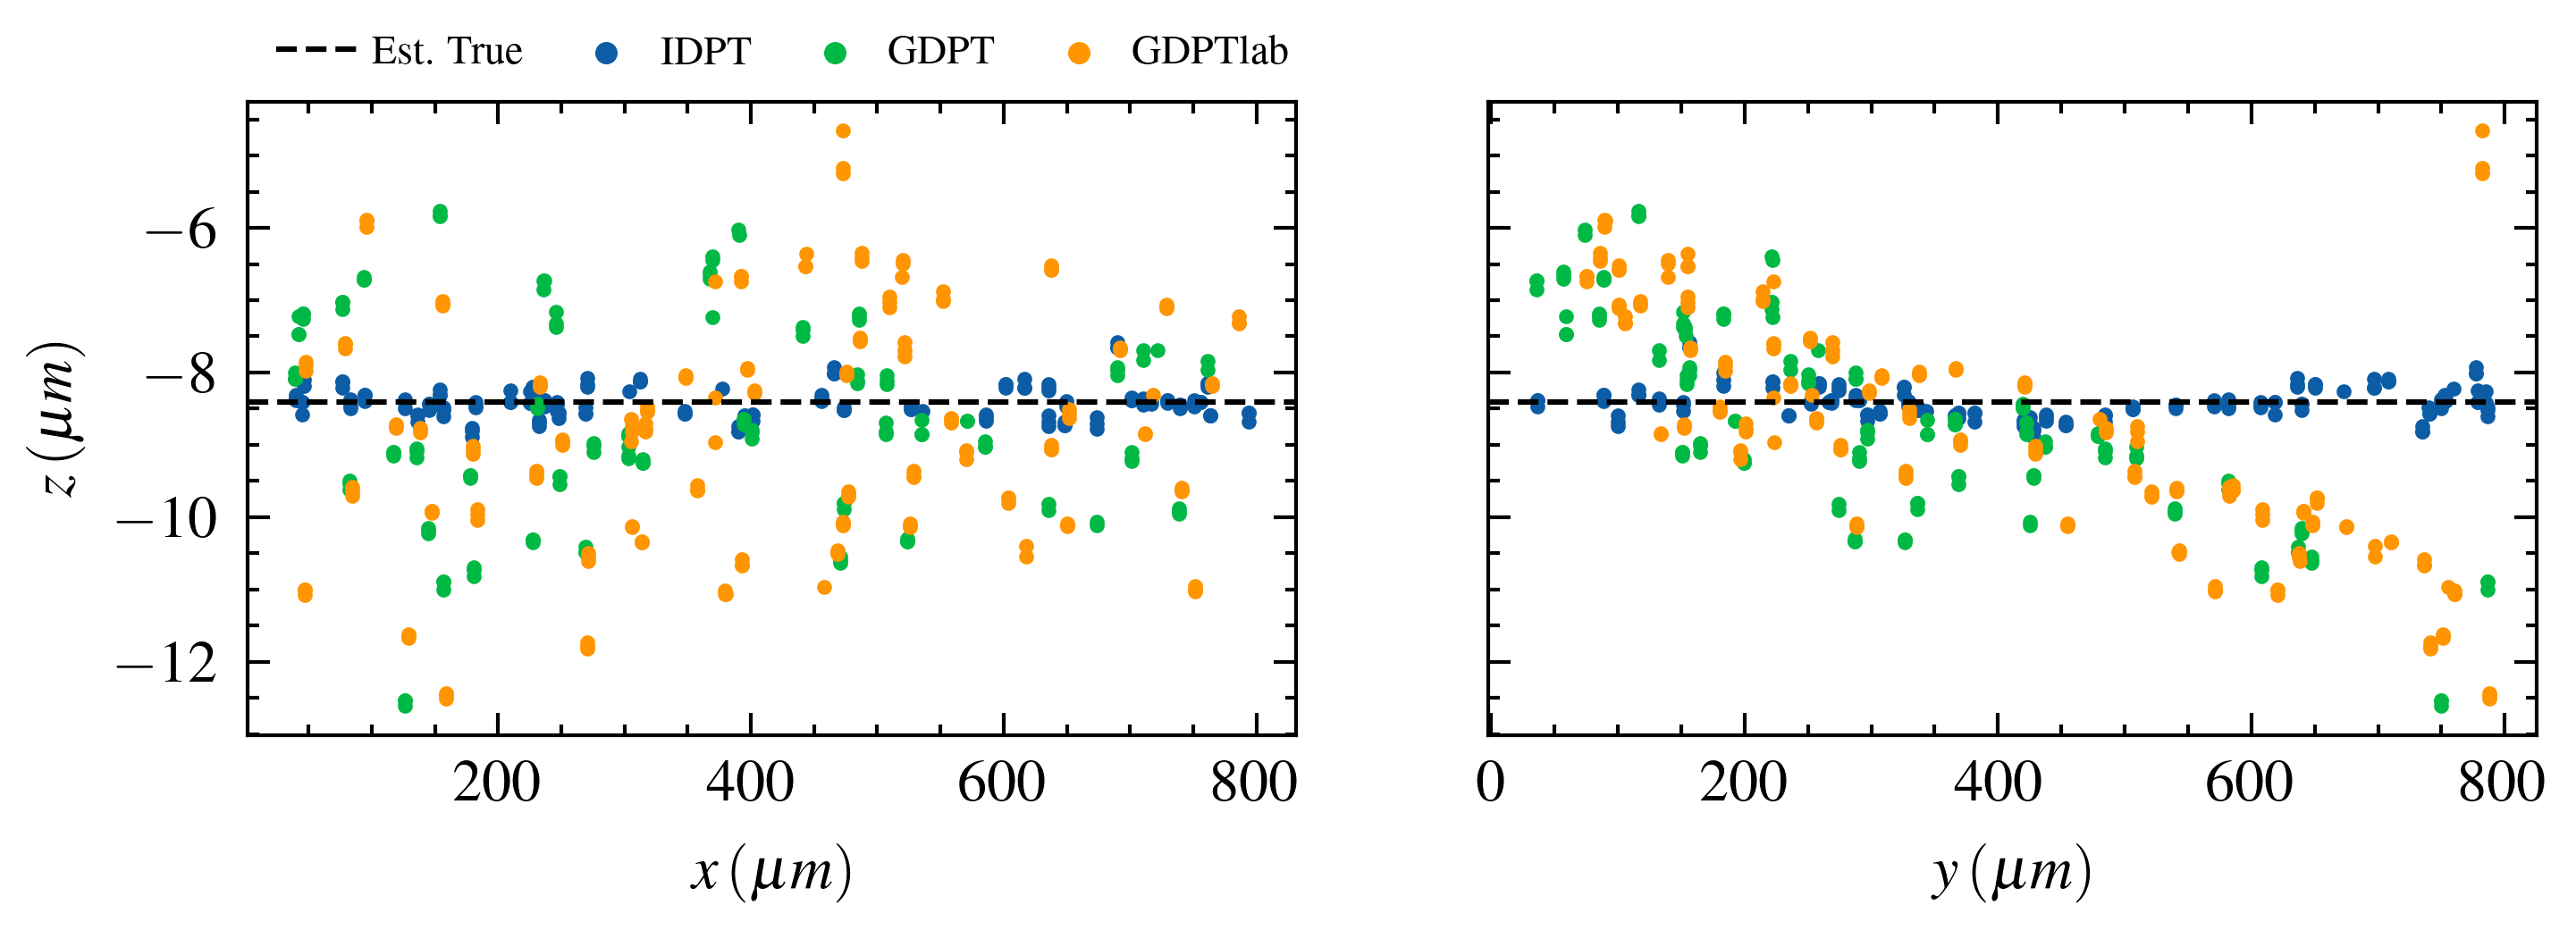 Est. True IDPT GDPT GDPTlab
−6
−8
−10
−12
z (μm)
200 400 600 800
x (μm)
0 200 400 600 800
y (μm)